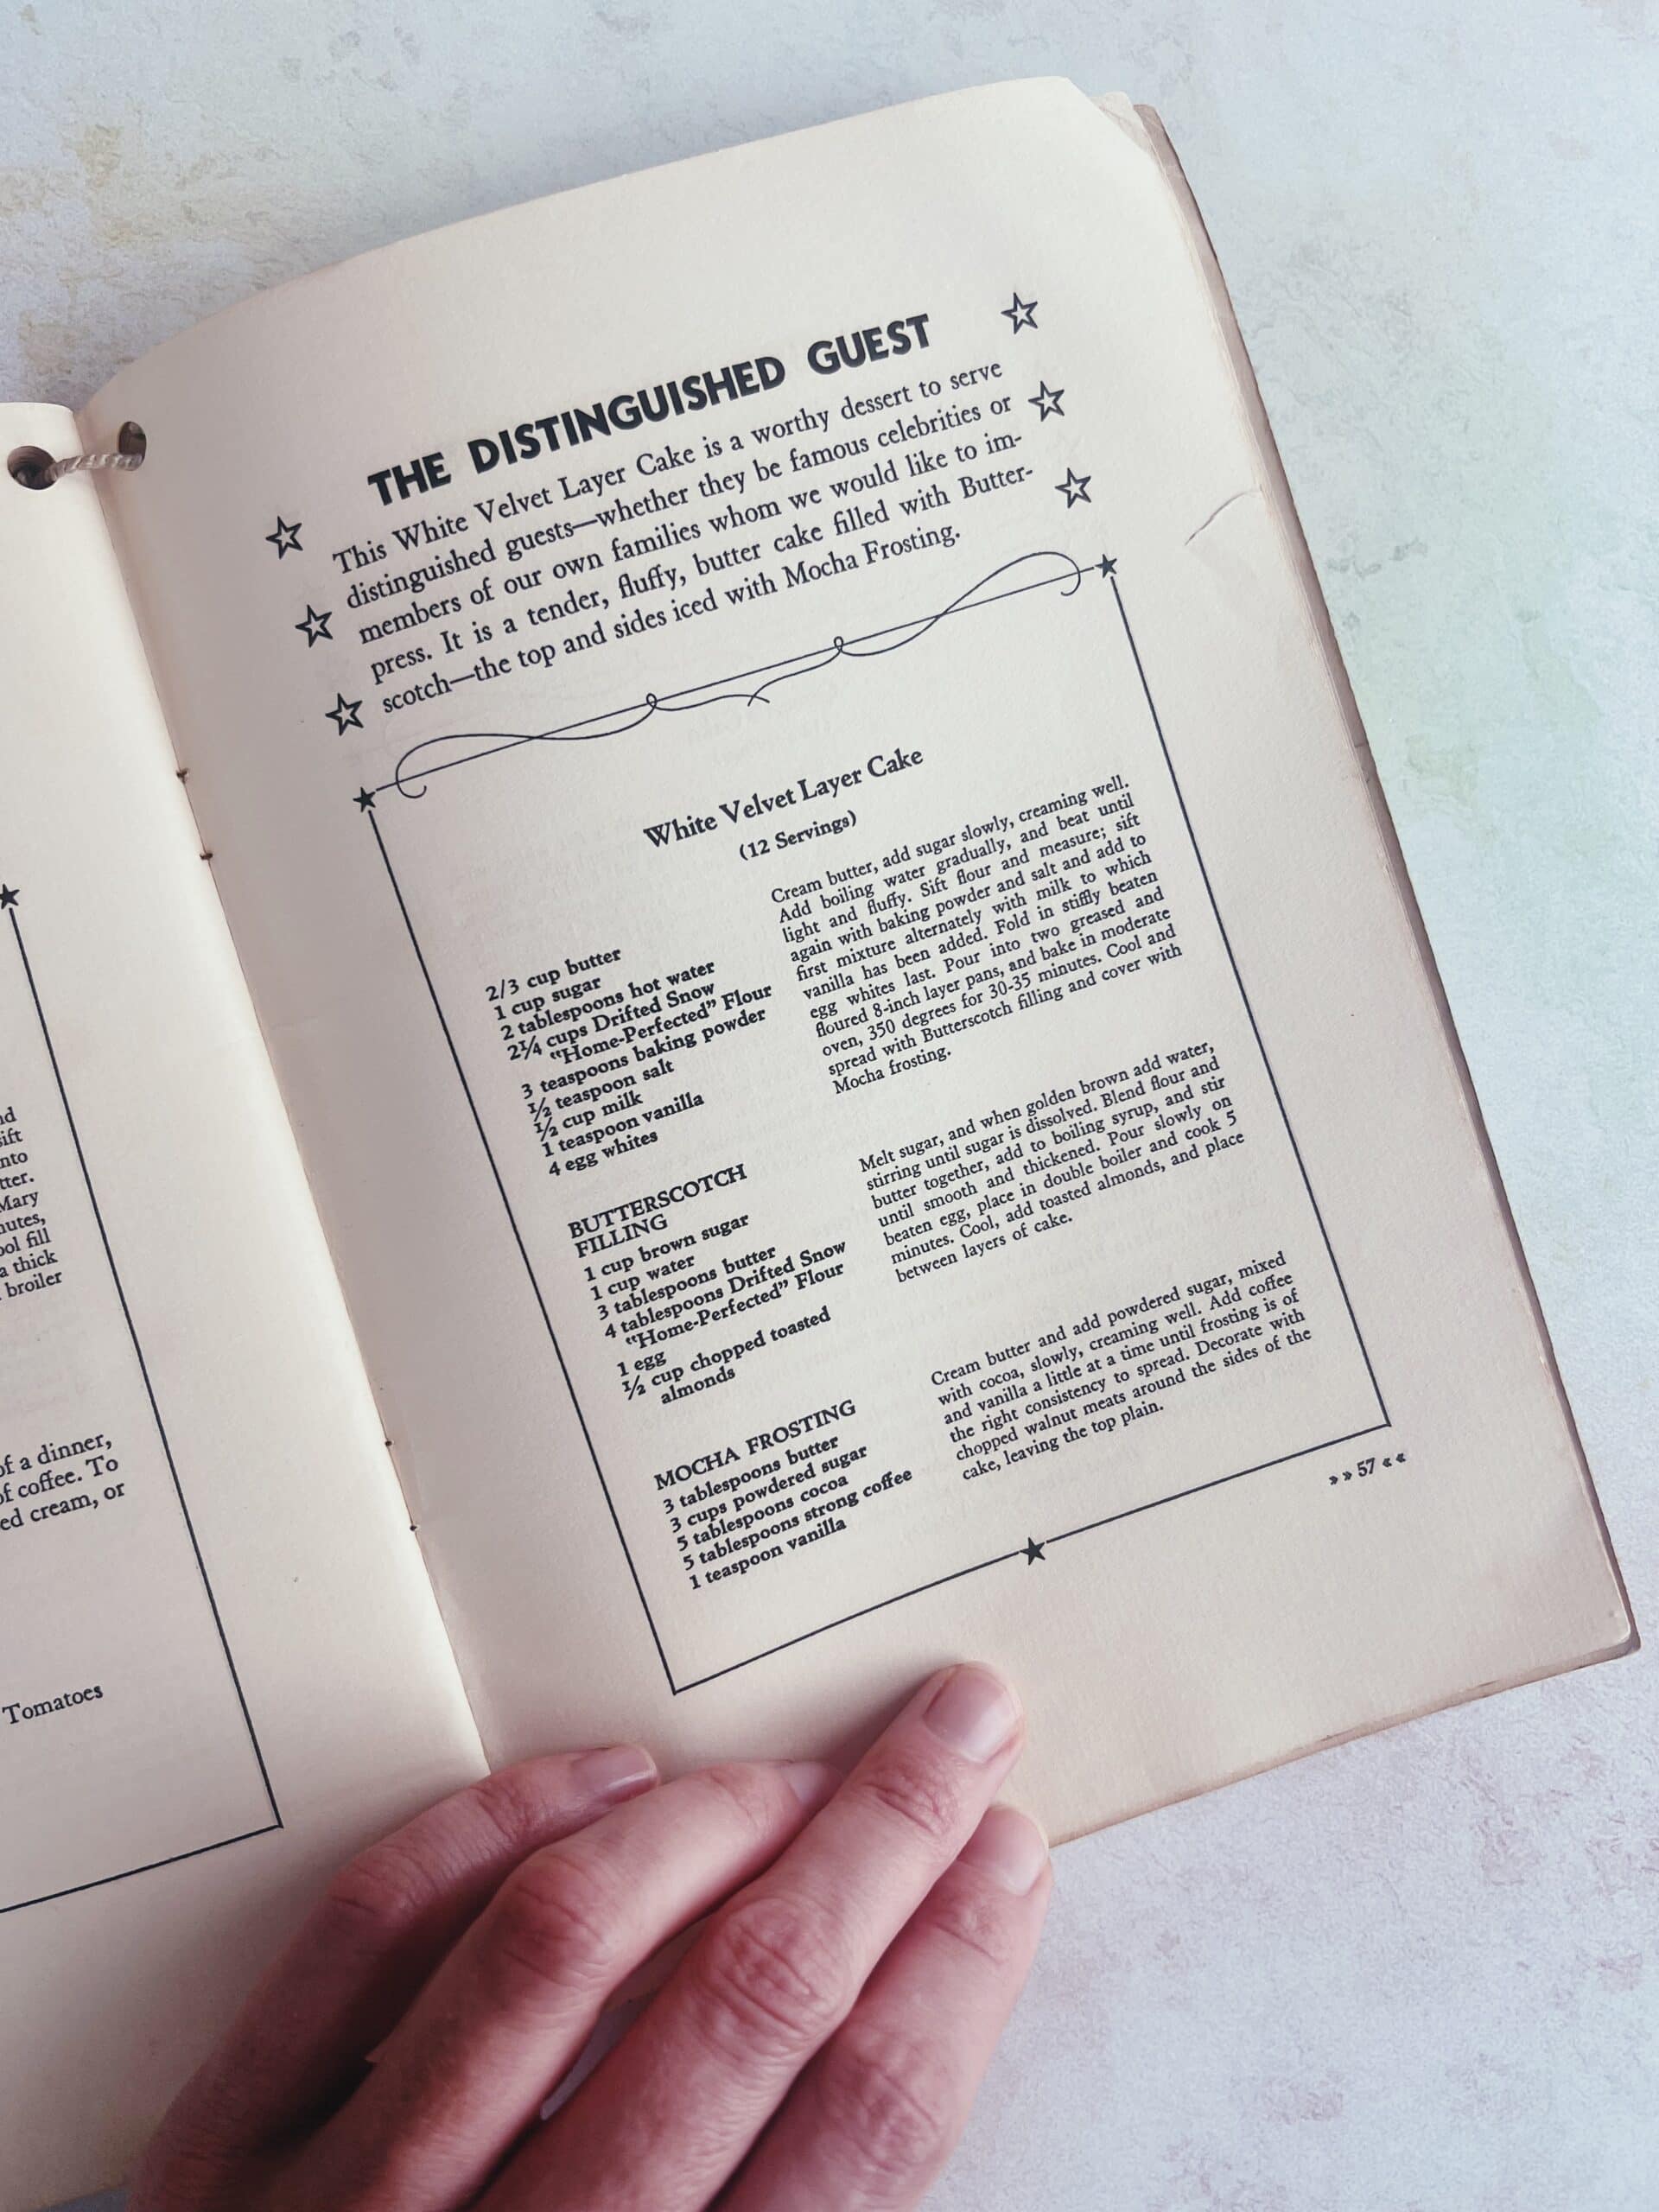 nd
sift
nto
tter.
Mary
nutes,
ool fill
a thick
broiler
of a dinner,
of coffee. To
ed cream, or
Tomatoes
THE DISTINGUISHED GUEST
This White Velvet Layer Cake is a worthy dessert to serve
distinguished guests—whether they be famous celebrities or
members of our own families whom we would like to im-
press. It is a tender, fluffy, butter cake filled with Butter-
scotch—the top and sides iced with Mocha Frosting.
White Velvet Layer Cake
(12 Servings)
2/3 cup butter
1 cup sugar
2 tablespoons hot water
2¼ cups Drifted Snow
"Home-Perfected" Flour
3 teaspoons baking powder
½ teaspoon salt
½ cup milk
1 teaspoon vanilla
4 egg whites
Cream butter, add sugar slowly, creaming well.
Add boiling water gradually, and beat until
light and fluffy. Sift flour and measure; sift
again with baking powder and salt and add to
first mixture alternately with milk to which
vanilla has been added. Fold in stiffly beaten
egg whites last. Pour into two greased and
floured 8-inch layer pans, and bake in moderate
oven, 350 degrees for 30-35 minutes. Cool and
spread with Butterscotch filling and cover with
Mocha frosting.
BUTTERSCOTCH
FILLING
1 cup brown sugar
1 cup water
3 tablespoons butter
4 tablespoons Drifted Snow
"Home-Perfected" Flour
1 egg
½ cup chopped toasted
almonds
Melt sugar, and when golden brown add water,
stirring until sugar is dissolved. Blend flour and
butter together, add to boiling syrup, and stir
until smooth and thickened. Pour slowly on
beaten egg, place in double boiler and cook 5
minutes. Cool, add toasted almonds, and place
between layers of cake.
MOCHA FROSTING
3 tablespoons butter
3 cups powdered sugar
5 tablespoons cocoa
5 tablespoons strong coffee
1 teaspoon vanilla
Cream butter and add powdered sugar, mixed
with cocoa, slowly, creaming well. Add coffee
and vanilla a little at a time until frosting is of
the right consistency to spread. Decorate with
chopped walnut meats around the sides of the
cake, leaving the top plain.
» » 57 « «